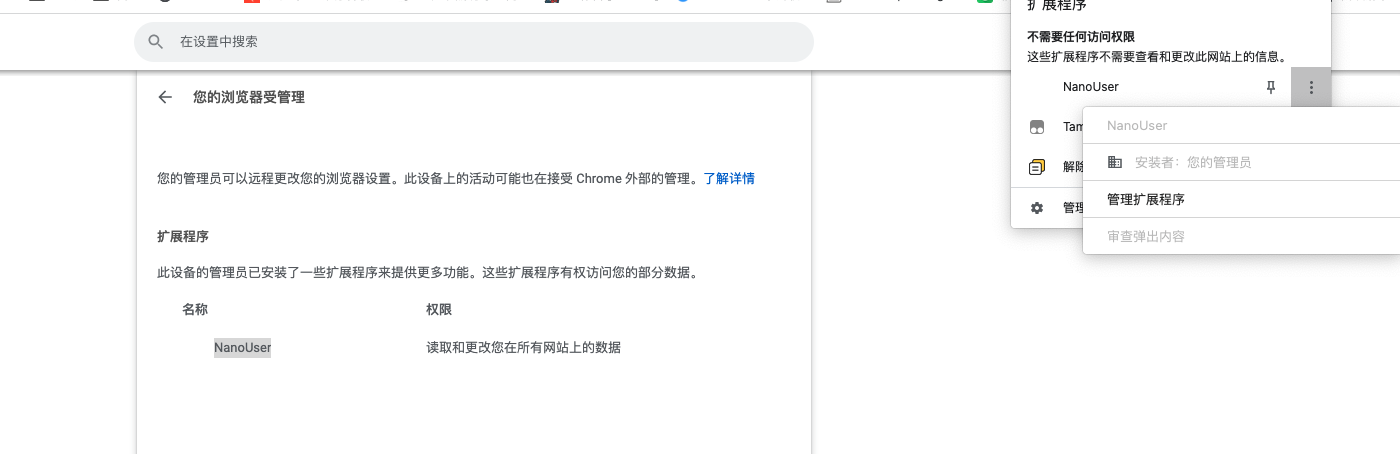 扩展程序
在设置中搜索
不需要任何访问权限
这些扩展程序不需要查看和更改此网站上的信息。
NanoUser
您的浏览器受管理
Tam
NanoUser
解除
安装者：您的管理员
您的管理员可以远程更改您的浏览器设置。此设备上的活动可能也在接受 Chrome 外部的管理。了解详情
管理
管理扩展程序
扩展程序
审查弹出内容
此设备的管理员已安装了一些扩展程序来提供更多功能。这些扩展程序有权访问您的部分数据。
名称 权限
NanoUser 读取和更改您在所有网站上的数据